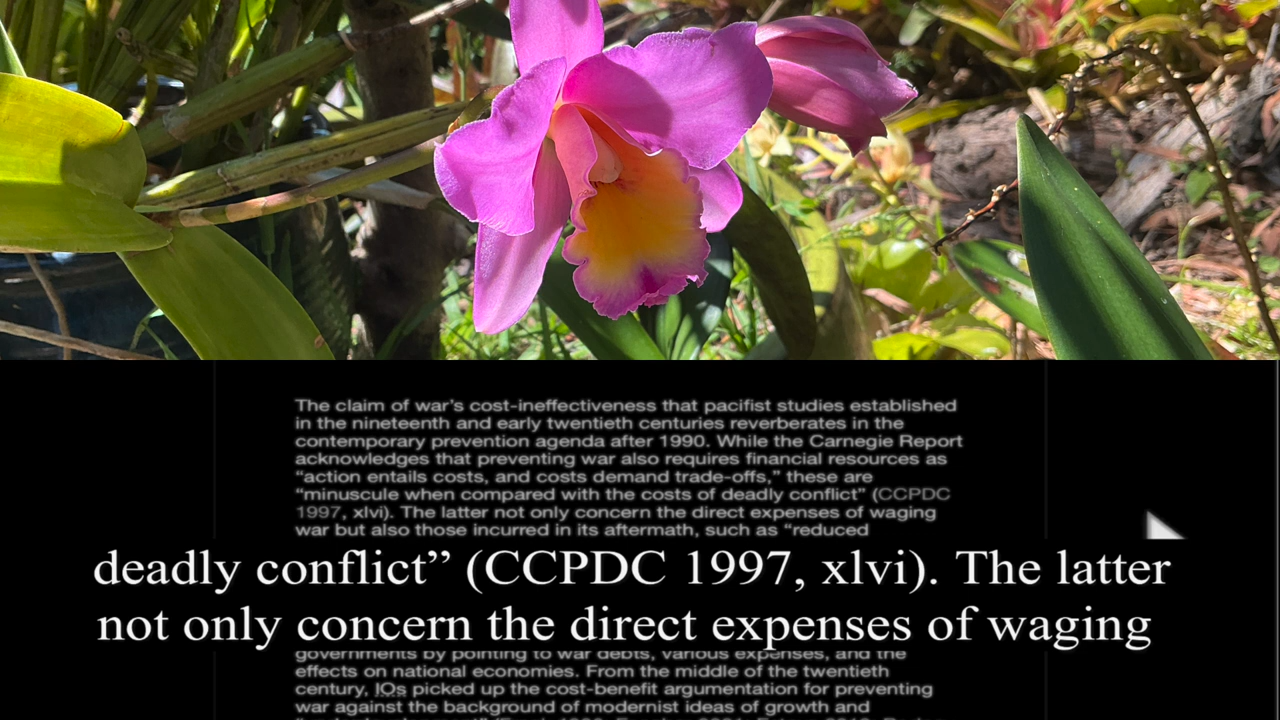 The claim of war's cost-ineffectiveness that pacifist studies established
in the nineteenth and early twentieth centuries reverberates in the
contemporary prevention agenda after 1990. While the Carnegie Report
acknowledges that preventing war also requires financial resources as
“action entails costs, and costs demand trade-offs,” these are
“minuscule when compared with the costs of deadly conflict” (CCPDC
1997, xlvi). The latter not only concern the direct expenses of waging
war but also those incurred in its aftermath, such as “reduced
deadly conflict” (CCPDC 1997, xlvi). The latter
not only concern the direct expenses of waging
governments by pointing to war debts, various expenses, and the
effects on national economies. From the middle of the twentieth
century, IOs picked up the cost-benefit argumentation for preventing
war against the background of modernist ideas of growth and